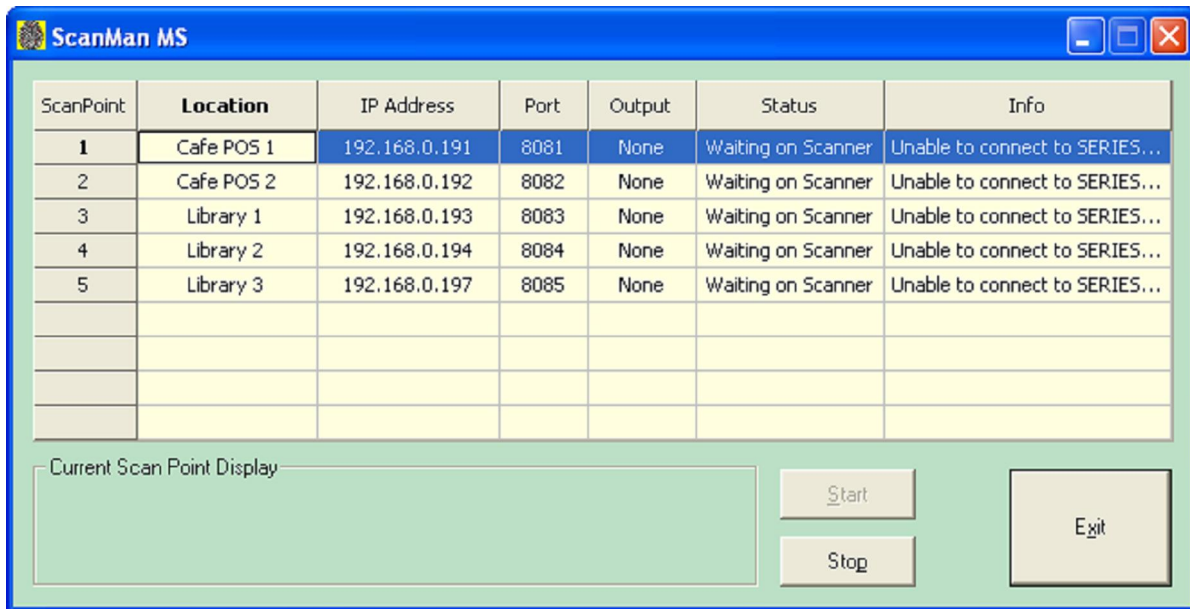 ScanMan MS
ScanPoint Location IP Address Port Output Status Info
1 Cafe POS 1 192.168.0.191 8081 None Waiting on Scanner Unable to connect to SERIES...
2 Cafe POS 2 192.168.0.192 8082 None Waiting on Scanner Unable to connect to SERIES...
3 Library 1 192.168.0.193 8083 None Waiting on Scanner Unable to connect to SERIES...
4 Library 2 192.168.0.194 8084 None Waiting on Scanner Unable to connect to SERIES...
5 Library 3 192.168.0.197 8085 None Waiting on Scanner Unable to connect to SERIES...
Current Scan Point Display
Start
Exit
Stop